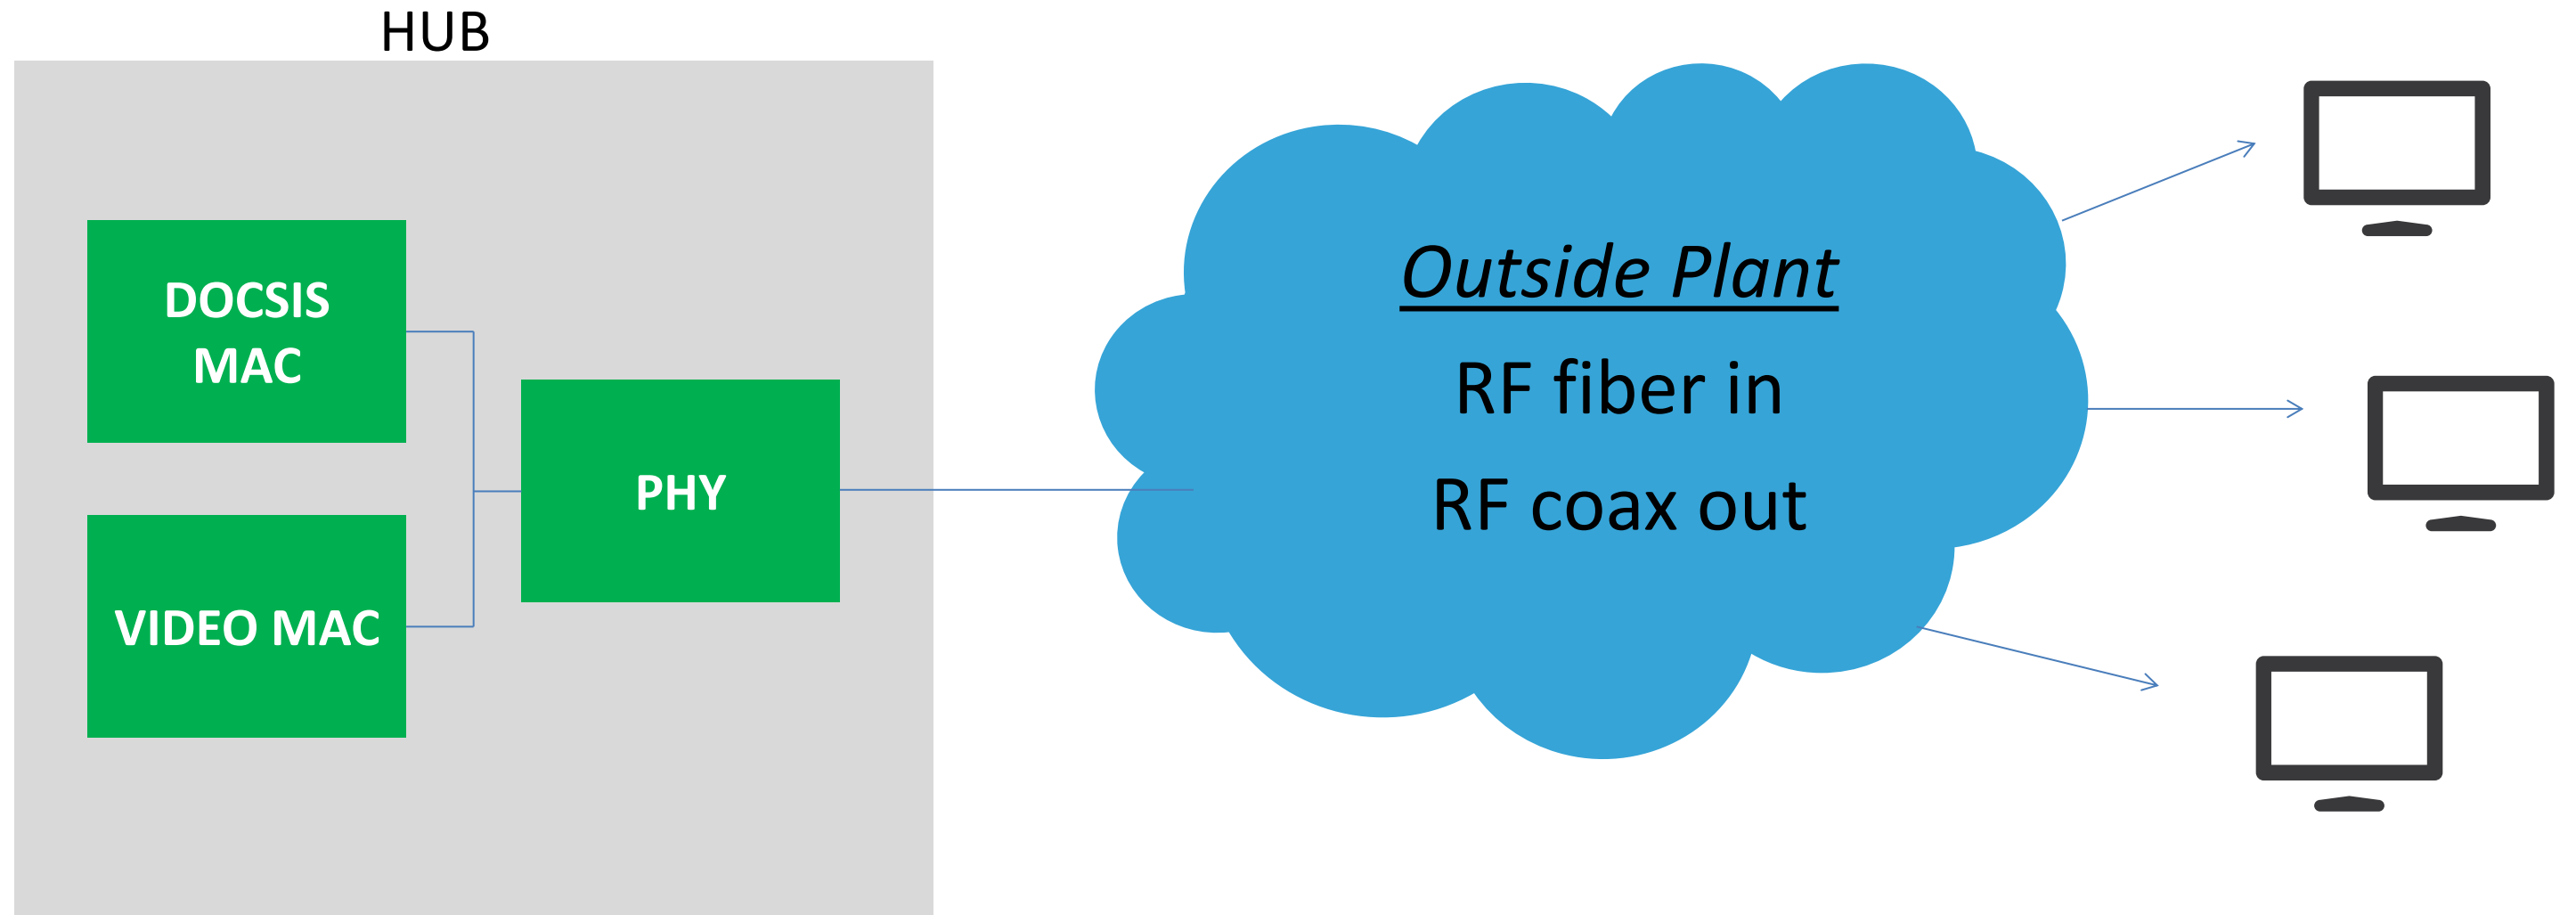 HUB
DOCSIS
MAC
VIDEO MAC
PHY
Outside Plant
RF fiber in
RF coax out